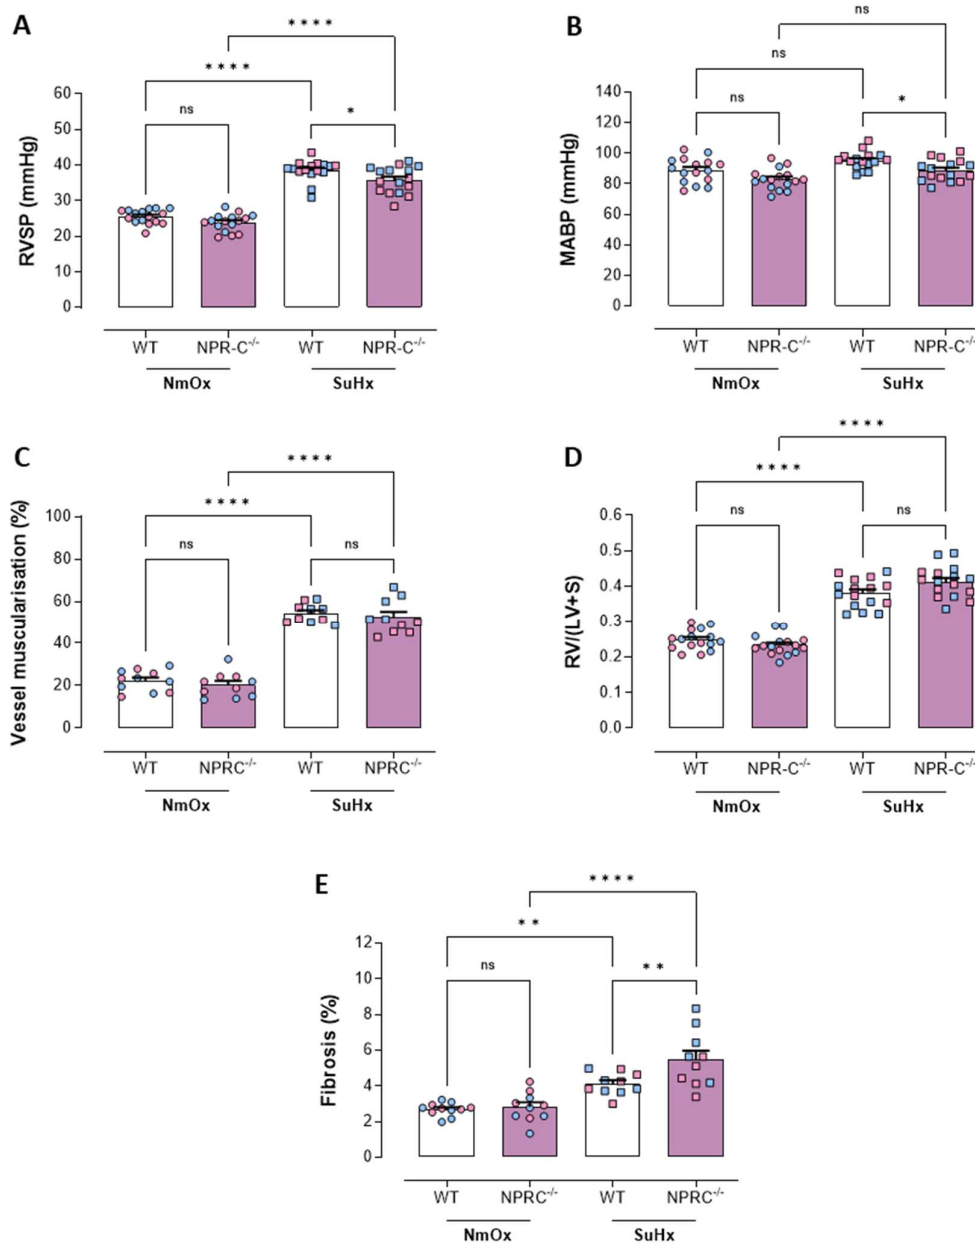 A
B
* * * *
ns
* * * *
ns
ns
*
ns
*
RVSP (mmHg)
60
50
40
30
20
10
0
MABP (mmHg)
140
120
100
80
60
40
20
0
WT NPR-C-/- WT NPR-C-/-
NmOx SuHx
WT NPR-C-/- WT NPR-C-/-
NmOx SuHx
C
D
* * * *
* * * *
ns
ns
Vessel muscularisation (%)
100
80
60
40
20
0
WT NPRC-/- WT NPRC-/-
NmOx SuHx
* * * *
* * * *
ns
ns
RV/(LV+S)
0.6
0.5
0.4
0.3
0.2
0.1
0.0
WT NPR-C-/- WT NPR-C-/-
NmOx SuHx
E
* * * *
* *
ns
* *
Fibrosis (%)
12
10
8
6
4
2
0
WT NPRC-/- WT NPRC-/-
NmOx SuHx